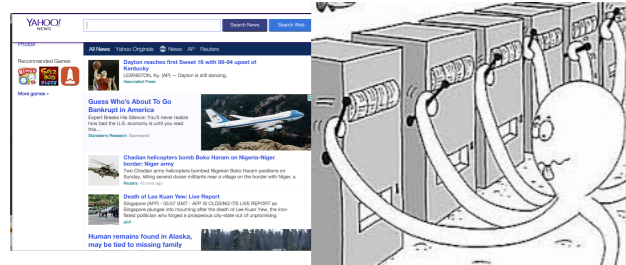 YAHOO!
NEWS
Search News
Search Web
Photos
Recommended Games
More games »
All News Yahoo Originals News AP Reuters
Dayton reaches first Sweet 16 with 99-94 upset of
Kentucky
LEXINGTON, Ky. (AP) — Dayton is still dancing.
Associated Press
Guess Who's About To Go
Bankrupt in America
Expert Breaks His Silence: You'll never realize
how bad the U.S. economy is until you read
this...
Stansberry Research Sponsored
Chadian helicopters bomb Boko Haram on Nigeria-Niger
border: Niger army
Two Chadian army helicopters bombed Nigerian Boko Haram positions on
Sunday, killing several dozen militants near a village on the border with Niger, a
Reuters 43 mins ago
Death of Lee Kuan Yew: Live Report
Singapore (AFP) - 05:57 GMT - AFP IS CLOSING ITS LIVE REPORT as
Singapore plunges into mourning after the death of Lee Kuan Yew, the iron-
fisted politician who forged a prosperous city-state out of unpromising
AFP
Human remains found in Alaska,
may be tied to missing family